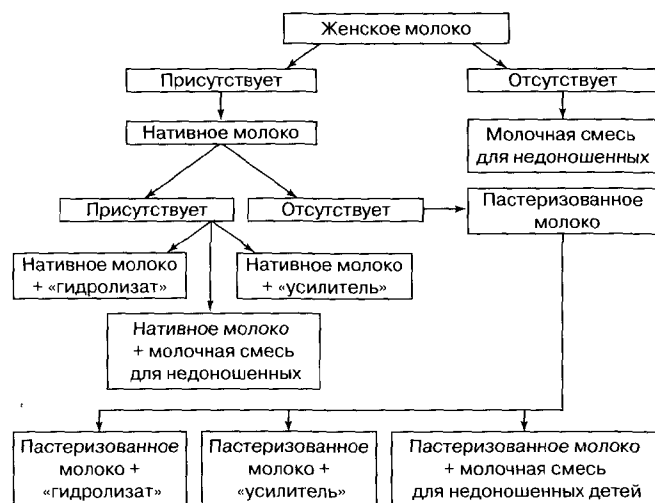 Женское молоко
Присутствует
Отсутствует
Нативное молоко
Молочная смесь
для недоношенных
Присутствует
Отсутствует
Пастеризованное
молоко
Нативное молоко
+ «гидролизат»
Нативное молоко
+ «усилитель»
Нативное молоко
+ молочная смесь
для недоношенных
Пастеризованное
молоко +
«гидролизат»
Пастеризованное
молоко +
«усилитель»
Пастеризованное молоко
+ молочная смесь
для недоношенных детей